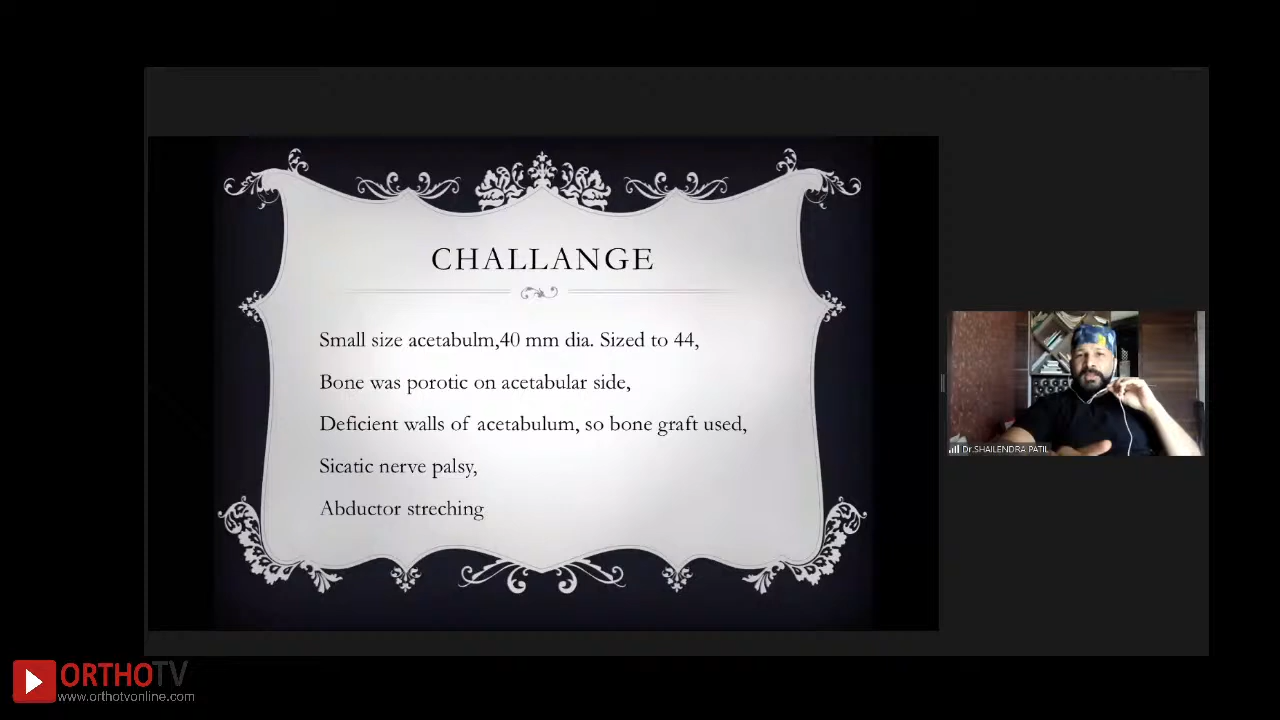 CHALLANGE
Small size acetabulm,40 mm dia. Sized to 44,
Bone was porotic on acetabular side,
Deficient walls of acetabulum, so bone graft used,
Sicatic nerve palsy,
Abductor streching
Dr.SHAILENDRA PATIL
ORTHOTV
www.orthotvonline.com